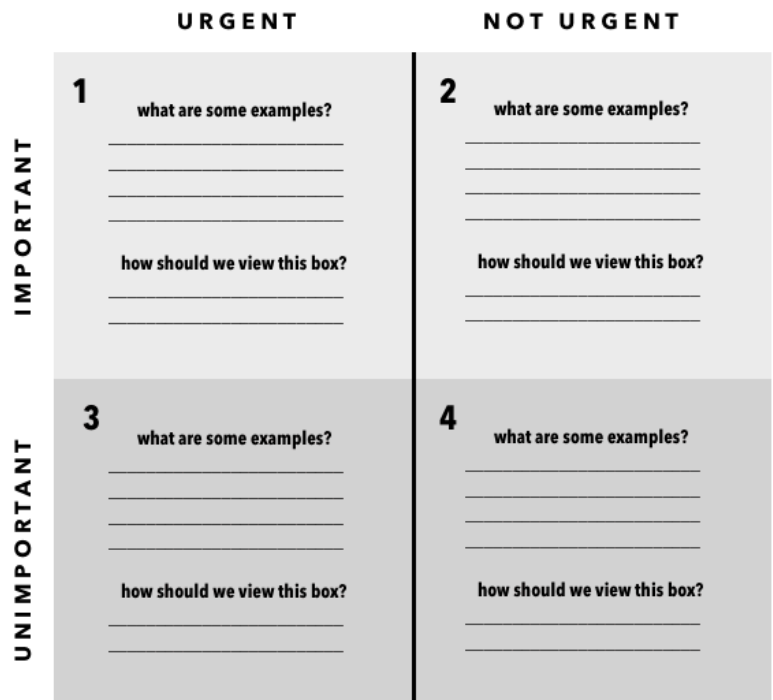 URGENT
NOT URGENT
IMPORTANT
1
what are some examples?
how should we view this box?
2
what are some examples?
how should we view this box?
UNIMPORTANT
3
what are some examples?
how should we view this box?
4
what are some examples?
how should we view this box?